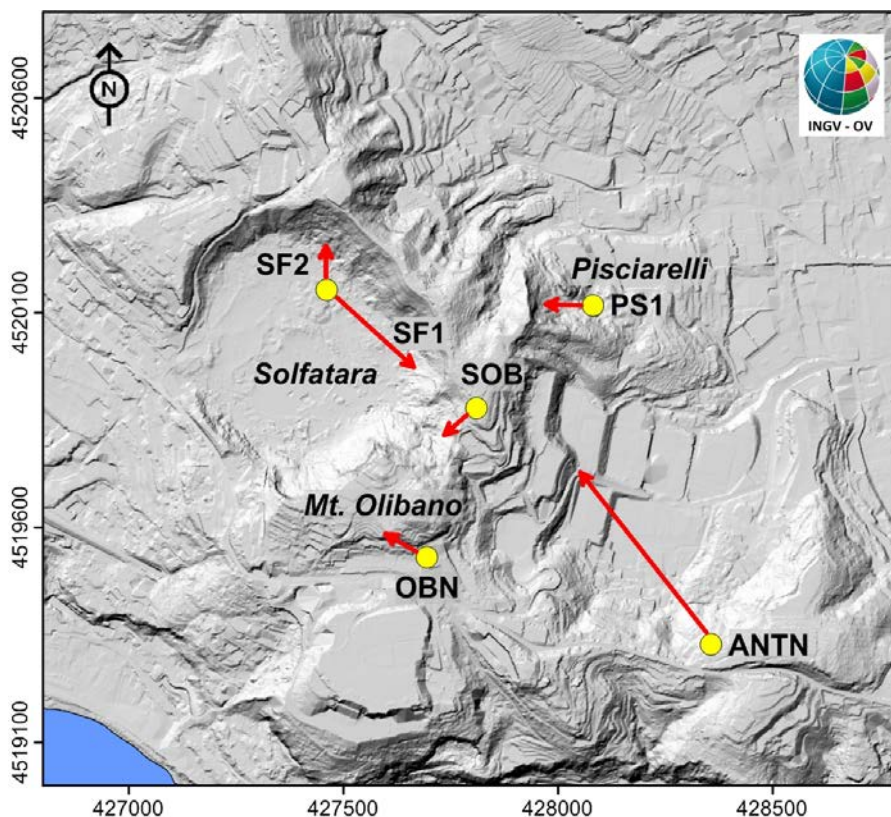 N
INGV - OV
4520600
SF2
Pisciarelli
4520100
PS1
SF1
Solfatara
SOB
Mt. Olibano
4519600
OBN
ANTN
4519100
427000
427500
428000
428500